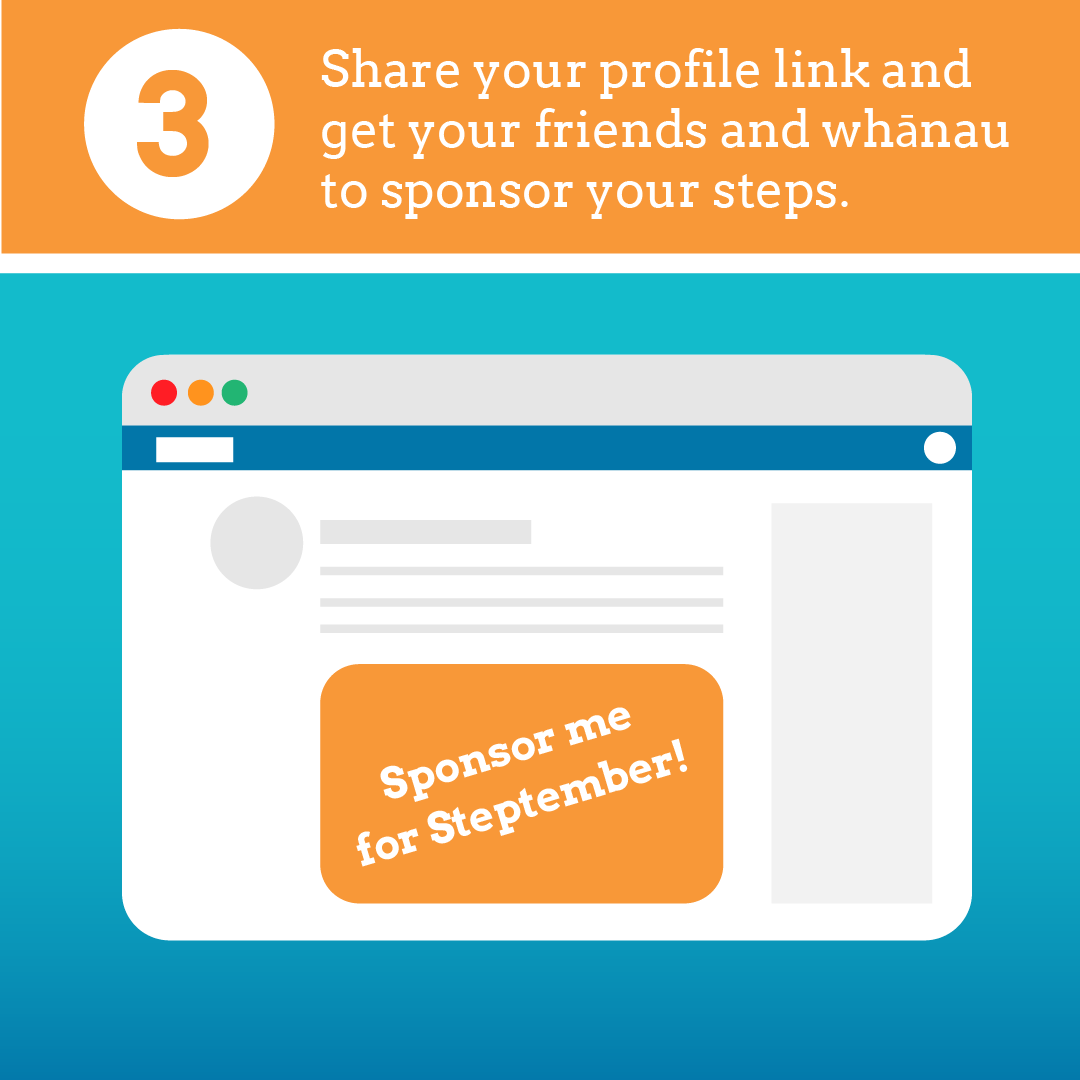 3
Share your profile link and
get your friends and whānau
to sponsor your steps.
Sponsor me
for Steptember!